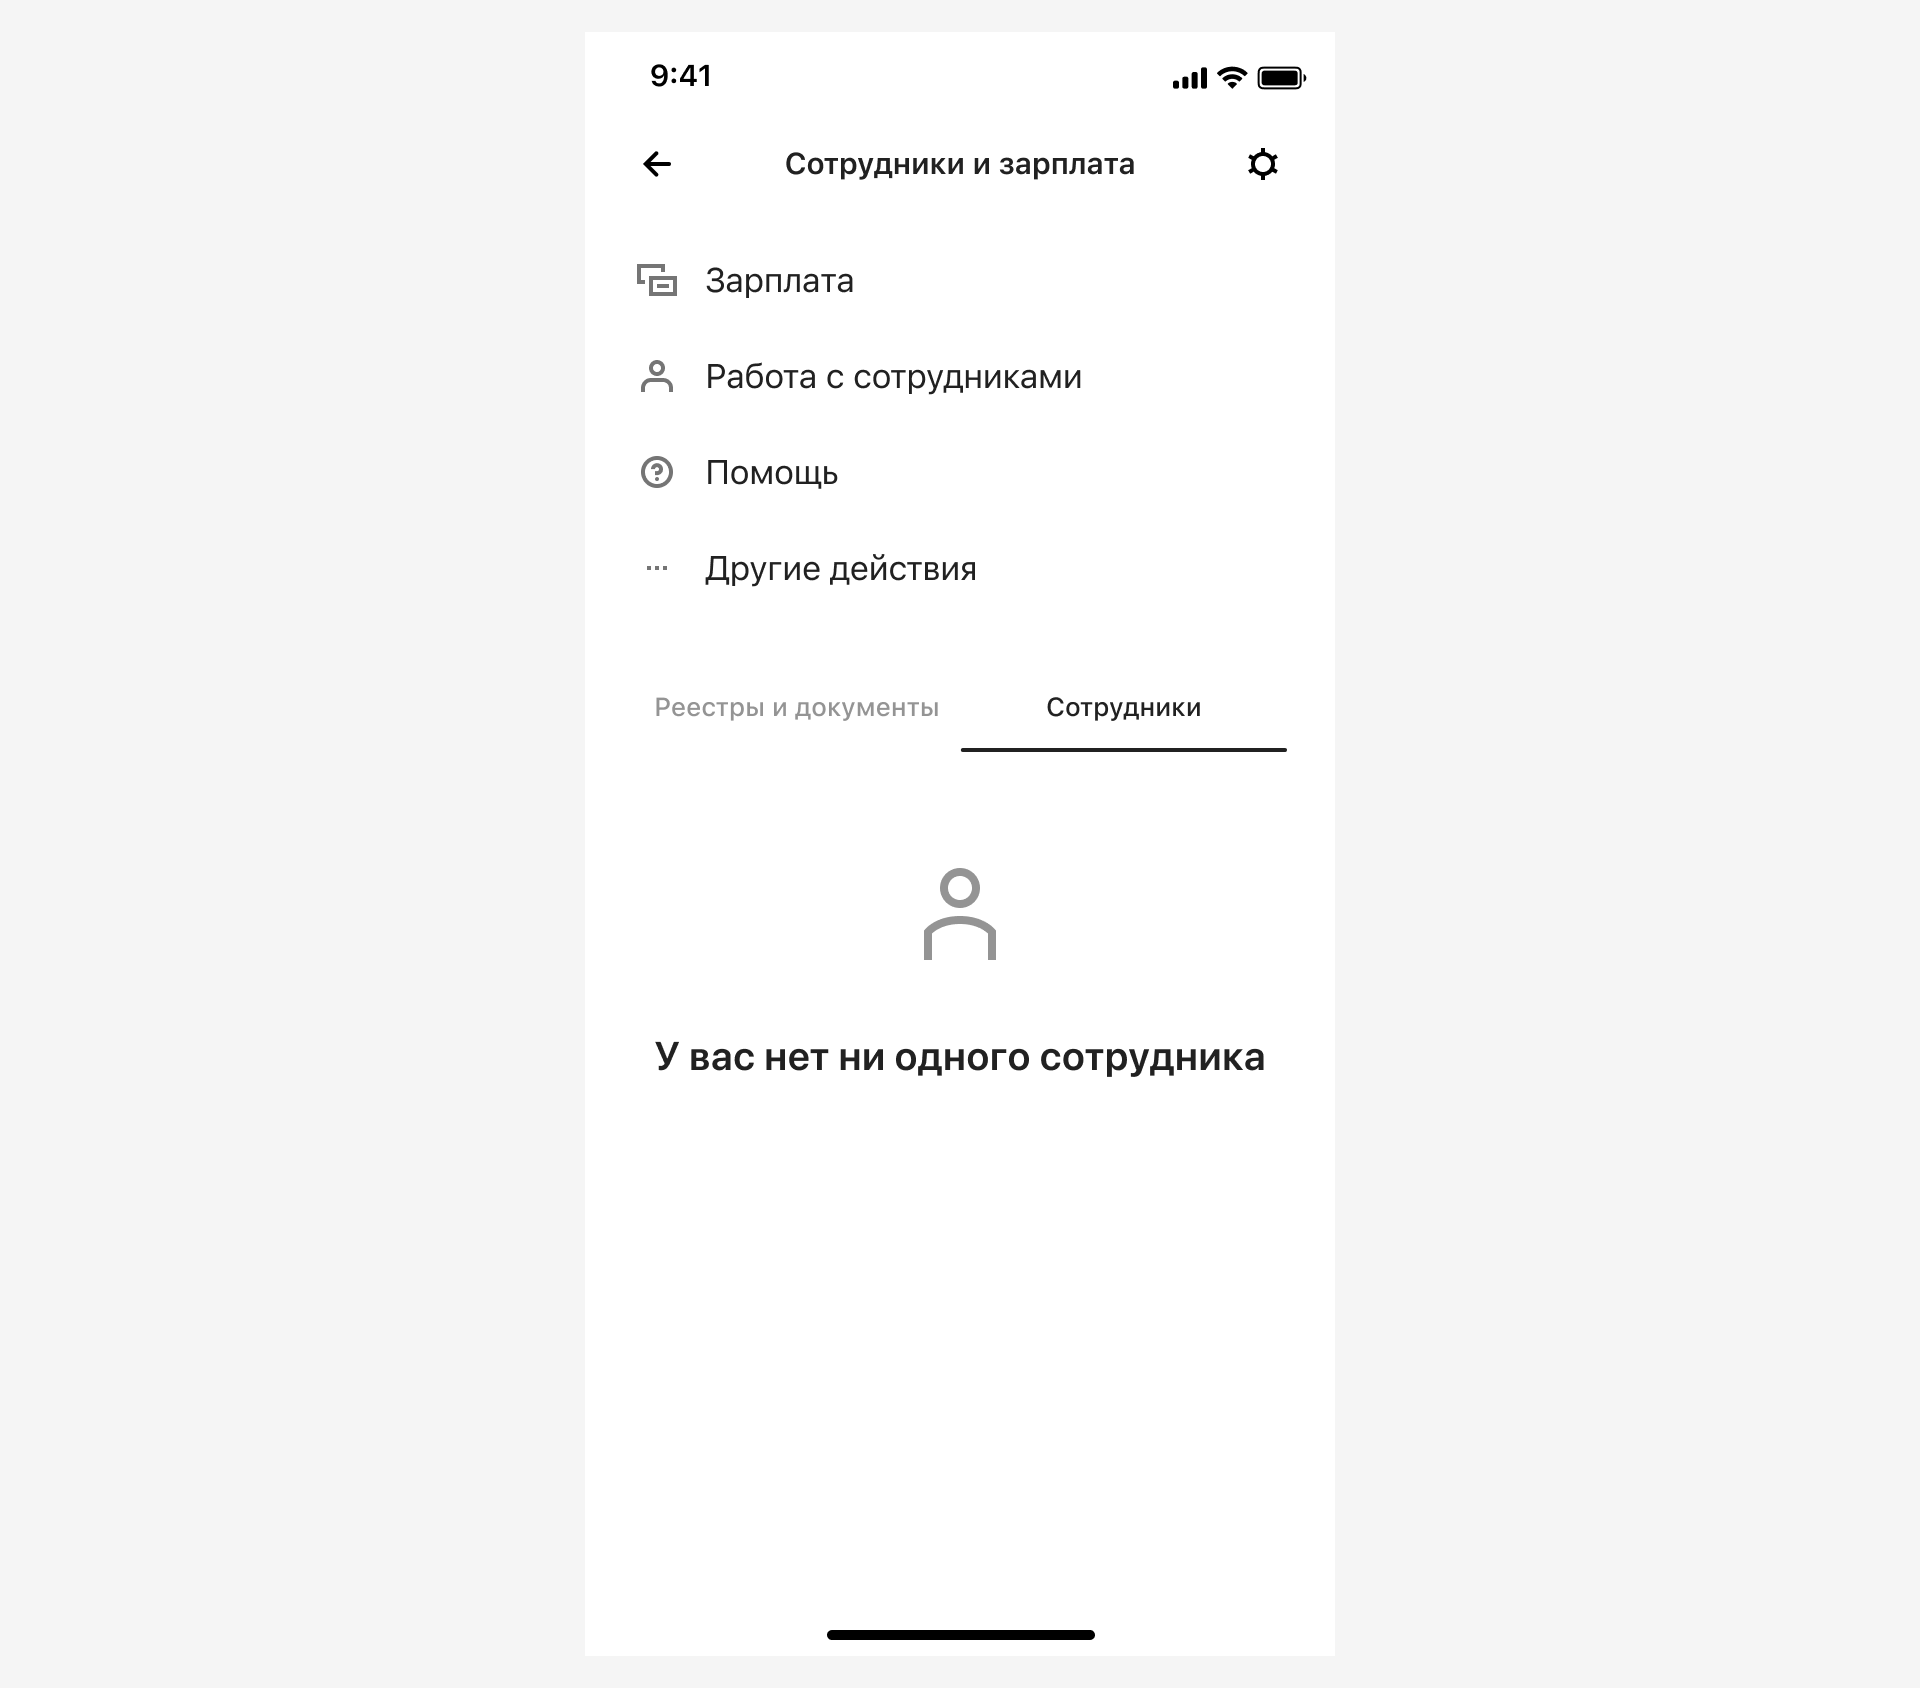 9:41
Сотрудники и зарплата
Зарплата
Работа с сотрудниками
Помощь
Другие действия
Реестры и документы
Сотрудники
У вас нет ни одного сотрудника